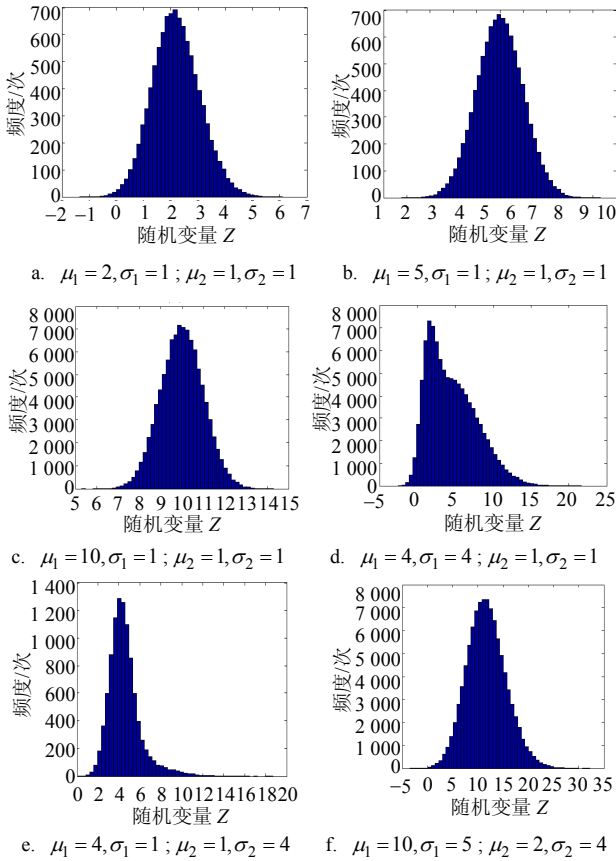 700
600
500
400
300
200
100
0
频度/次
−2 −1 0 1 2 3 4 5 6 7
随机变量 Z
a. μ₁ = 2, σ₁ = 1 ; μ₂ = 1, σ₂ = 1
700
600
500
400
300
200
100
0
频度/次
1 2 3 4 5 6 7 8 9 10
随机变量 Z
b. μ₁ = 5, σ₁ = 1 ; μ₂ = 1, σ₂ = 1
8 000
7 000
6 000
5 000
4 000
3 000
2 000
1 000
0
频度/次
5 6 7 8 9 10 11 12 13 14 15
随机变量 Z
c. μ₁ = 10, σ₁ = 1 ; μ₂ = 1, σ₂ = 1
8 000
7 000
6 000
5 000
4 000
3 000
2 000
1 000
0
频度/次
−5 0 5 10 15 20 25
随机变量 Z
d. μ₁ = 4, σ₁ = 4 ; μ₂ = 1, σ₂ = 1
1 400
1 200
1 000
800
600
400
200
0
频度/次
0 2 4 6 8 10 12 14 16 18 20
随机变量 Z
e. μ₁ = 4, σ₁ = 1 ; μ₂ = 1, σ₂ = 4
8 000
7 000
6 000
5 000
4 000
3 000
2 000
1 000
0
频度/次
−5 0 5 10 15 20 25 30 35
随机变量 Z
f. μ₁ = 10, σ₁ = 5 ; μ₂ = 2, σ₂ = 4